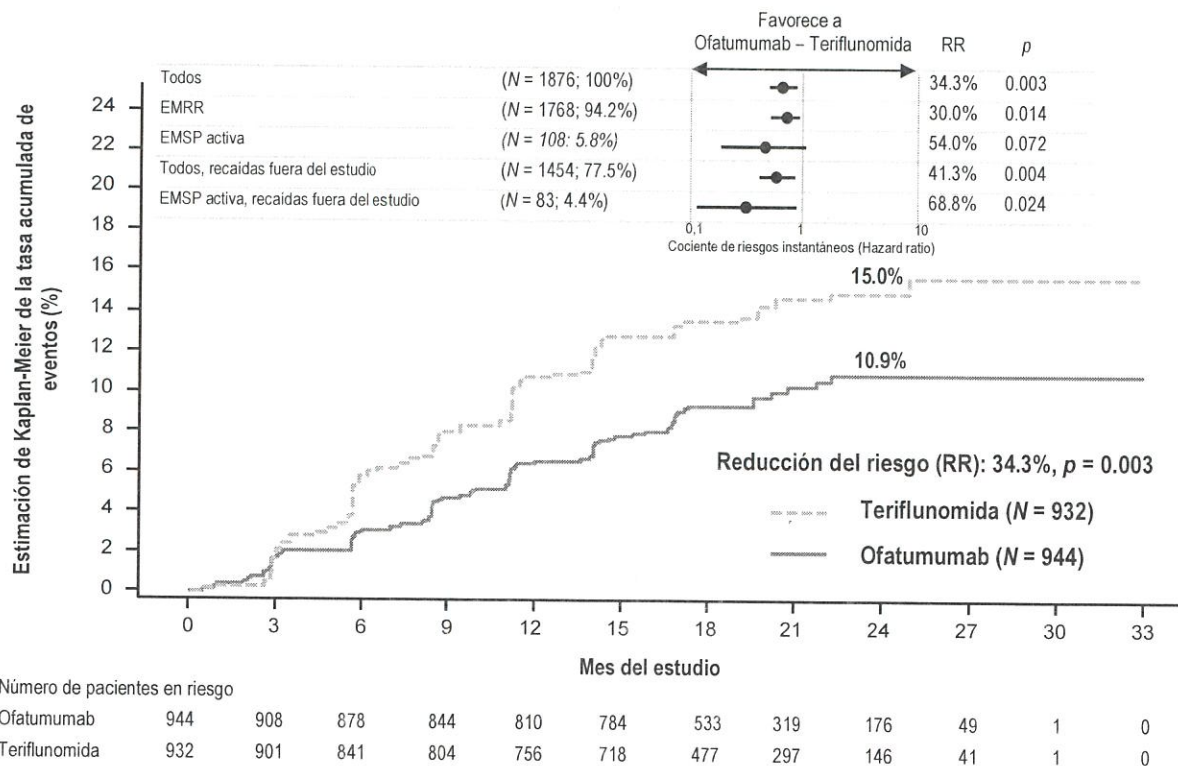 Favorece a
Ofatumumab – Teriflunomida RR p
Todos (N = 1876; 100%) 34.3% 0.003
EMRR (N = 1768; 94.2%) 30.0% 0.014
EMSP activa (N = 108: 5.8%) 54.0% 0.072
Todos, recaidas fuera del estudio (N = 1454; 77.5%) 41.3% 0.004
EMSP activa, recaidas fuera del estudio (N = 83; 4.4%) 68.8% 0.024
0,1 1 10
Cociente de riesgos instantáneos (Hazard ratio)
Estimación de Kaplan-Meier de la tasa acumulada de
eventos (%)
24
22
20
18
16
14
12
10
8
6
4
2
0
15.0%
10.9%
Reducción del riesgo (RR): 34.3%, p = 0.003
Teriflunomida (N = 932)
Ofatumumab (N = 944)
0 3 6 9 12 15 18 21 24 27 30 33
Mes del estudio
Número de pacientes en riesgo
Ofatumumab 944 908 878 844 810 784 533 319 176 49 1 0
Teriflunomida 932 901 841 804 756 718 477 297 146 41 1 0